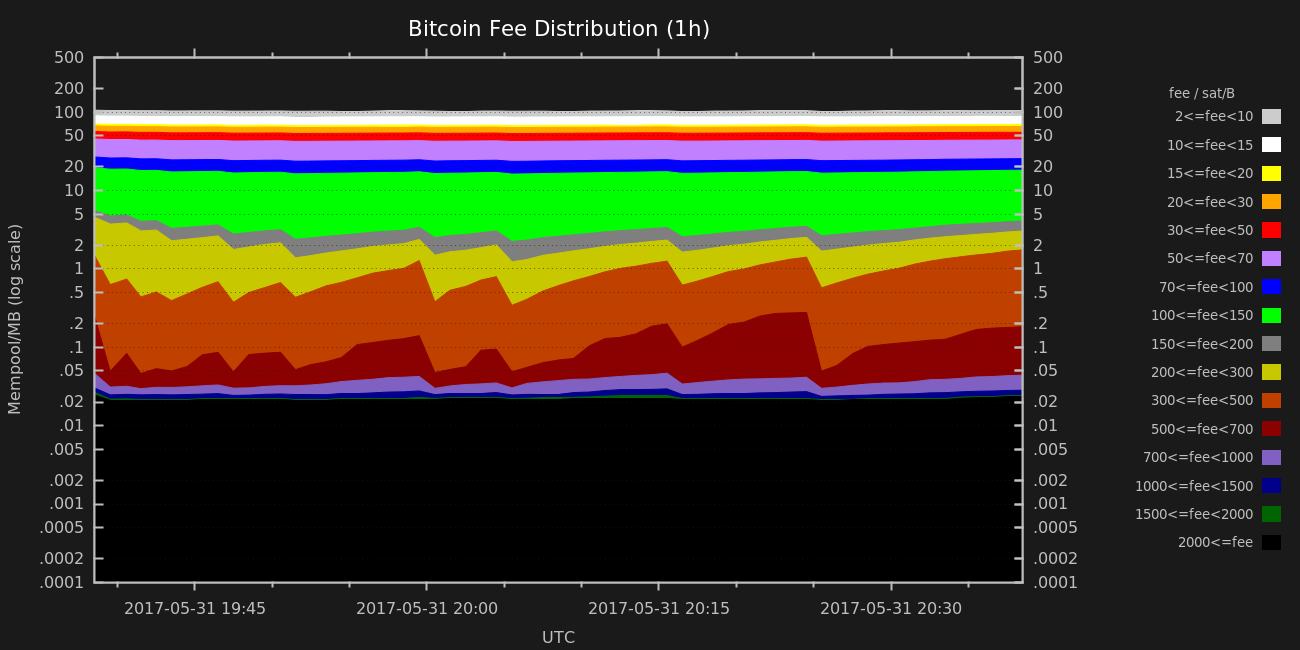 Bitcoin Fee Distribution (1h)
Mempool/MB (log scale)
500
200
100
50
20
10
5
2
1
.5
.2
.1
.05
.02
.01
.005
.002
.001
.0005
.0002
.0001
500
200
100
50
20
10
5
2
1
.5
.2
.1
.05
.02
.01
.005
.002
.001
.0005
.0002
.0001
2017-05-31 19:45
2017-05-31 20:00
2017-05-31 20:15
2017-05-31 20:30
UTC
fee / sat/B
2<=fee<10
10<=fee<15
15<=fee<20
20<=fee<30
30<=fee<50
50<=fee<70
70<=fee<100
100<=fee<150
150<=fee<200
200<=fee<300
300<=fee<500
500<=fee<700
700<=fee<1000
1000<=fee<1500
1500<=fee<2000
2000<=fee